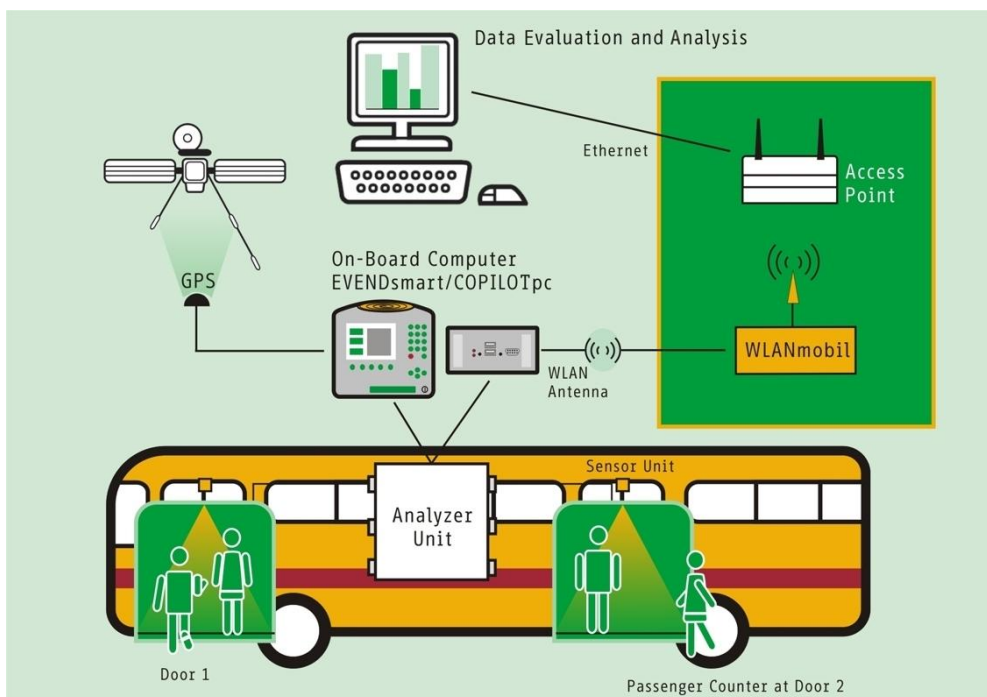 Data Evaluation and Analysis
Ethernet
Access
Point
GPS
On-Board Computer
EVENDsmart/COPILOTpc
WLAN
Antenna
WLANmobil
Sensor Unit
Analyzer
Unit
Door 1
Passenger Counter at Door 2